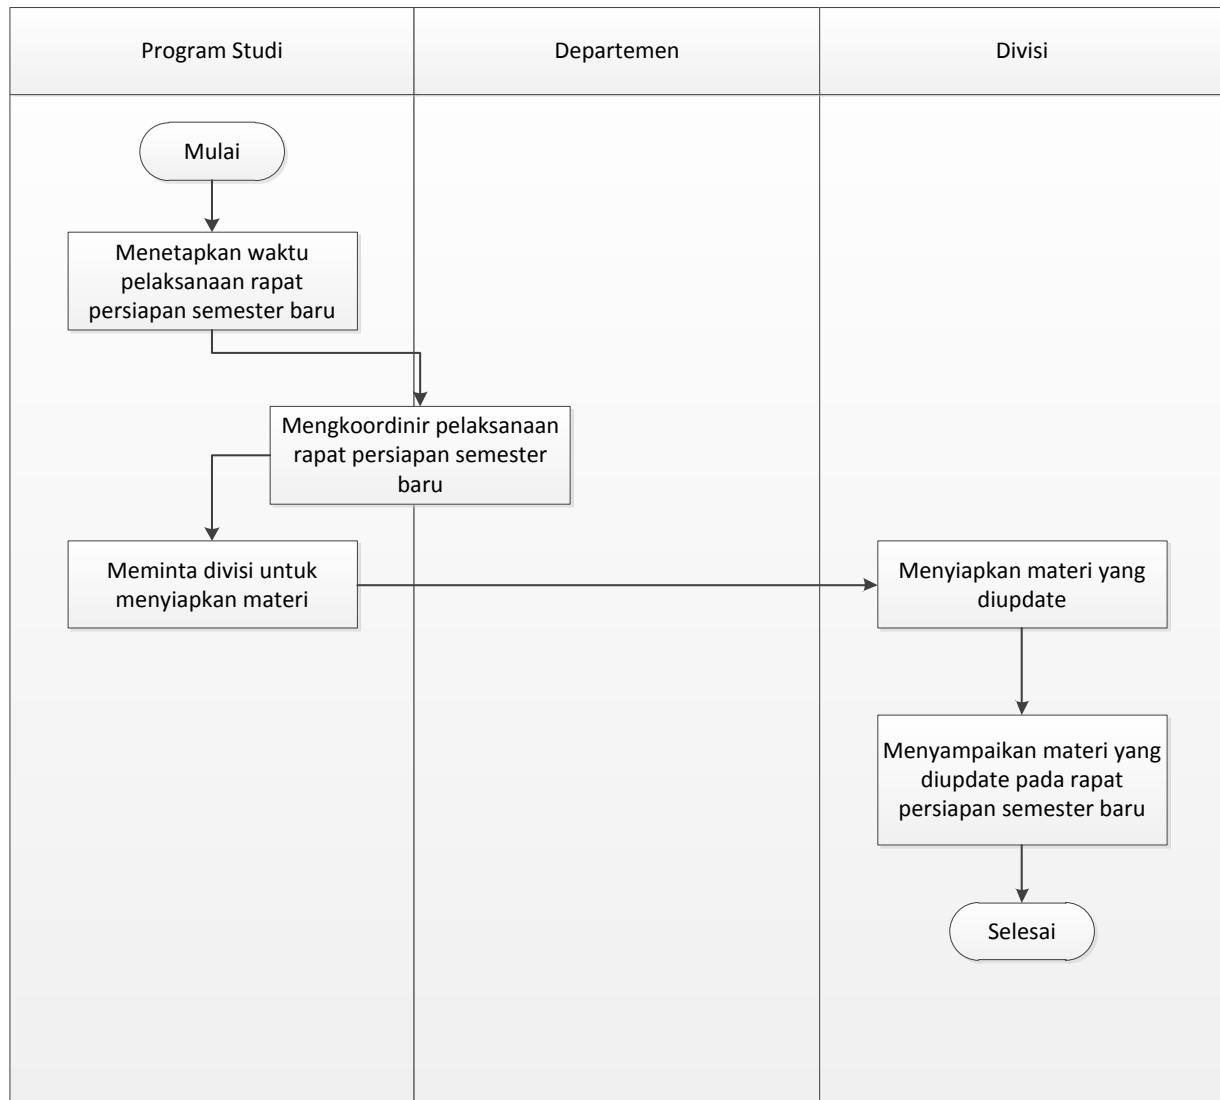 Program Studi
Departemen
Divisi
Mulai
Menetapkan waktu
pelaksanaan rapat
persiapan semester baru
Mengkoordinir pelaksanaan
rapat persiapan semester
baru
Meminta divisi untuk
menyiapkan materi
Menyiapkan materi yang
diupdate
Menyampaikan materi yang
diupdate pada rapat
persiapan semester baru
Selesai